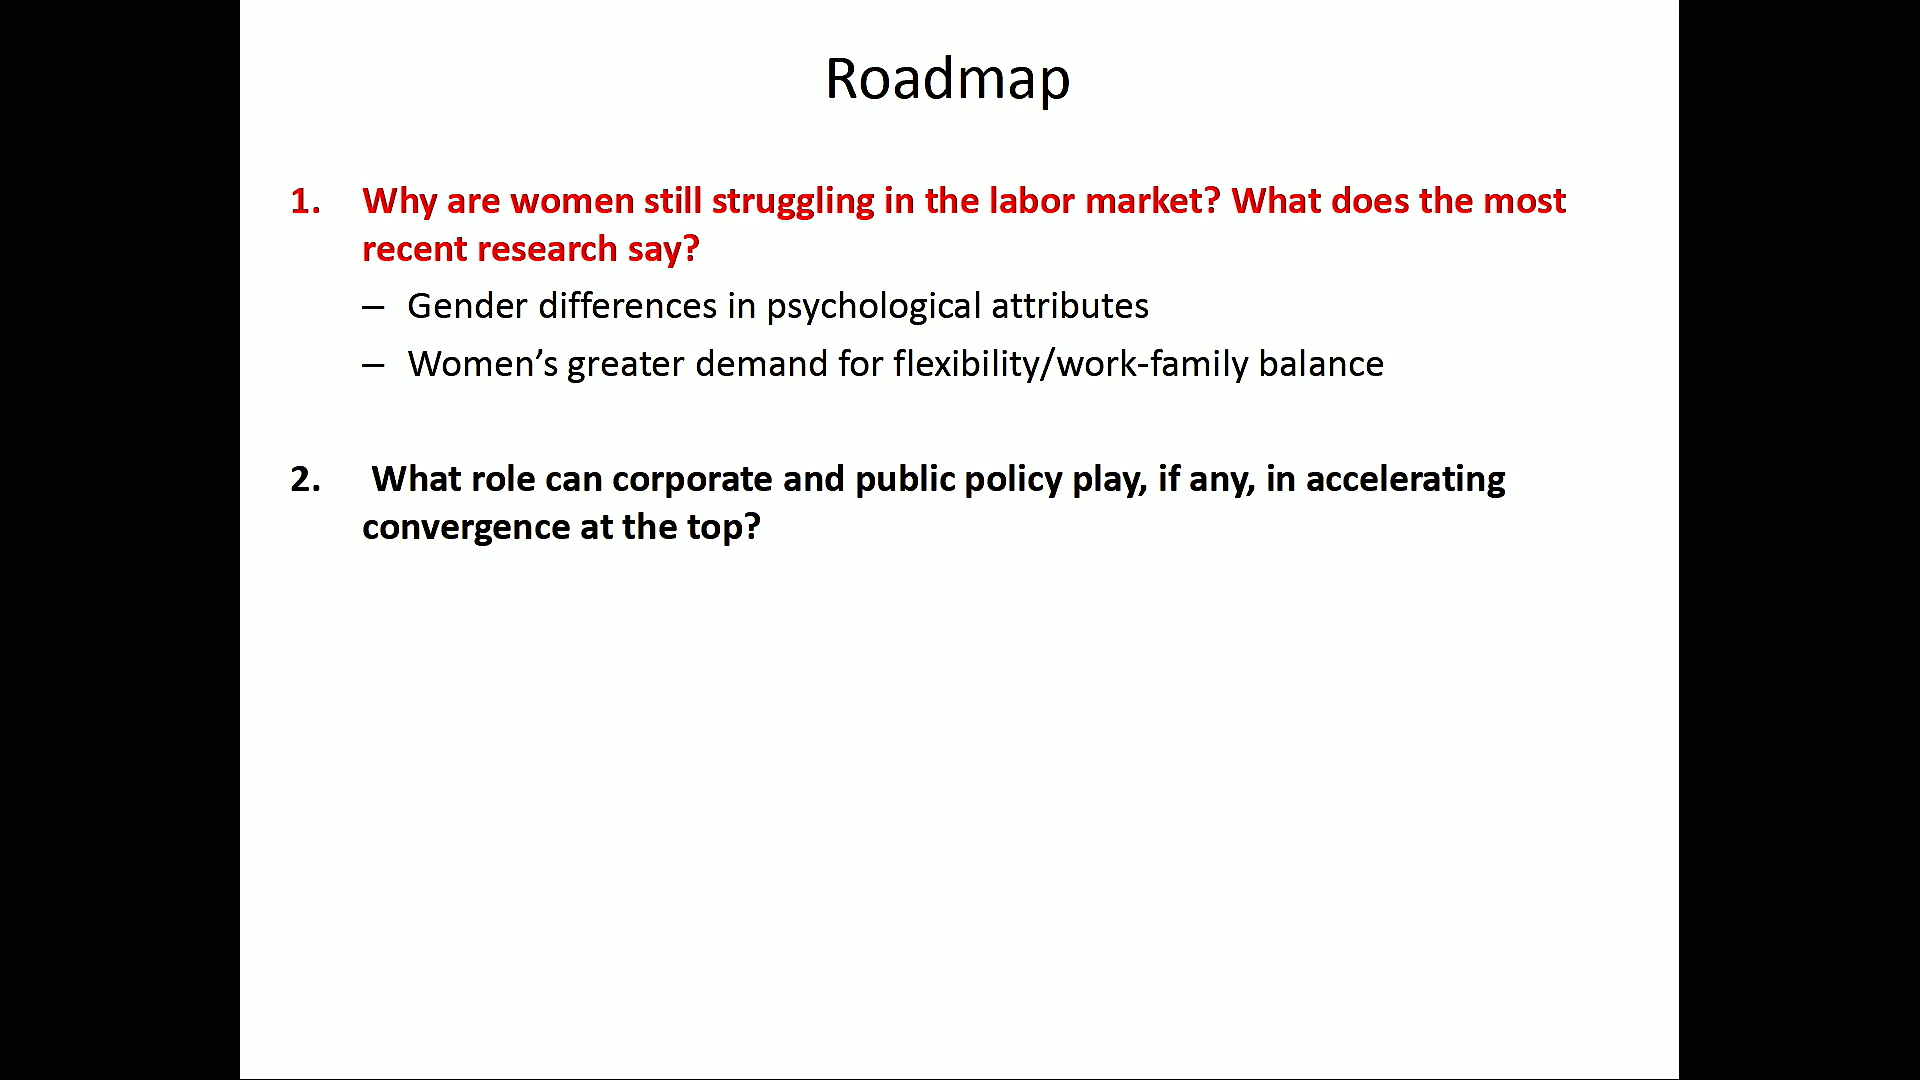 Roadmap
1. Why are women still struggling in the labor market? What does the most
recent research say?
– Gender differences in psychological attributes
– Women’s greater demand for flexibility/work-family balance
2. What role can corporate and public policy play, if any, in accelerating
convergence at the top?